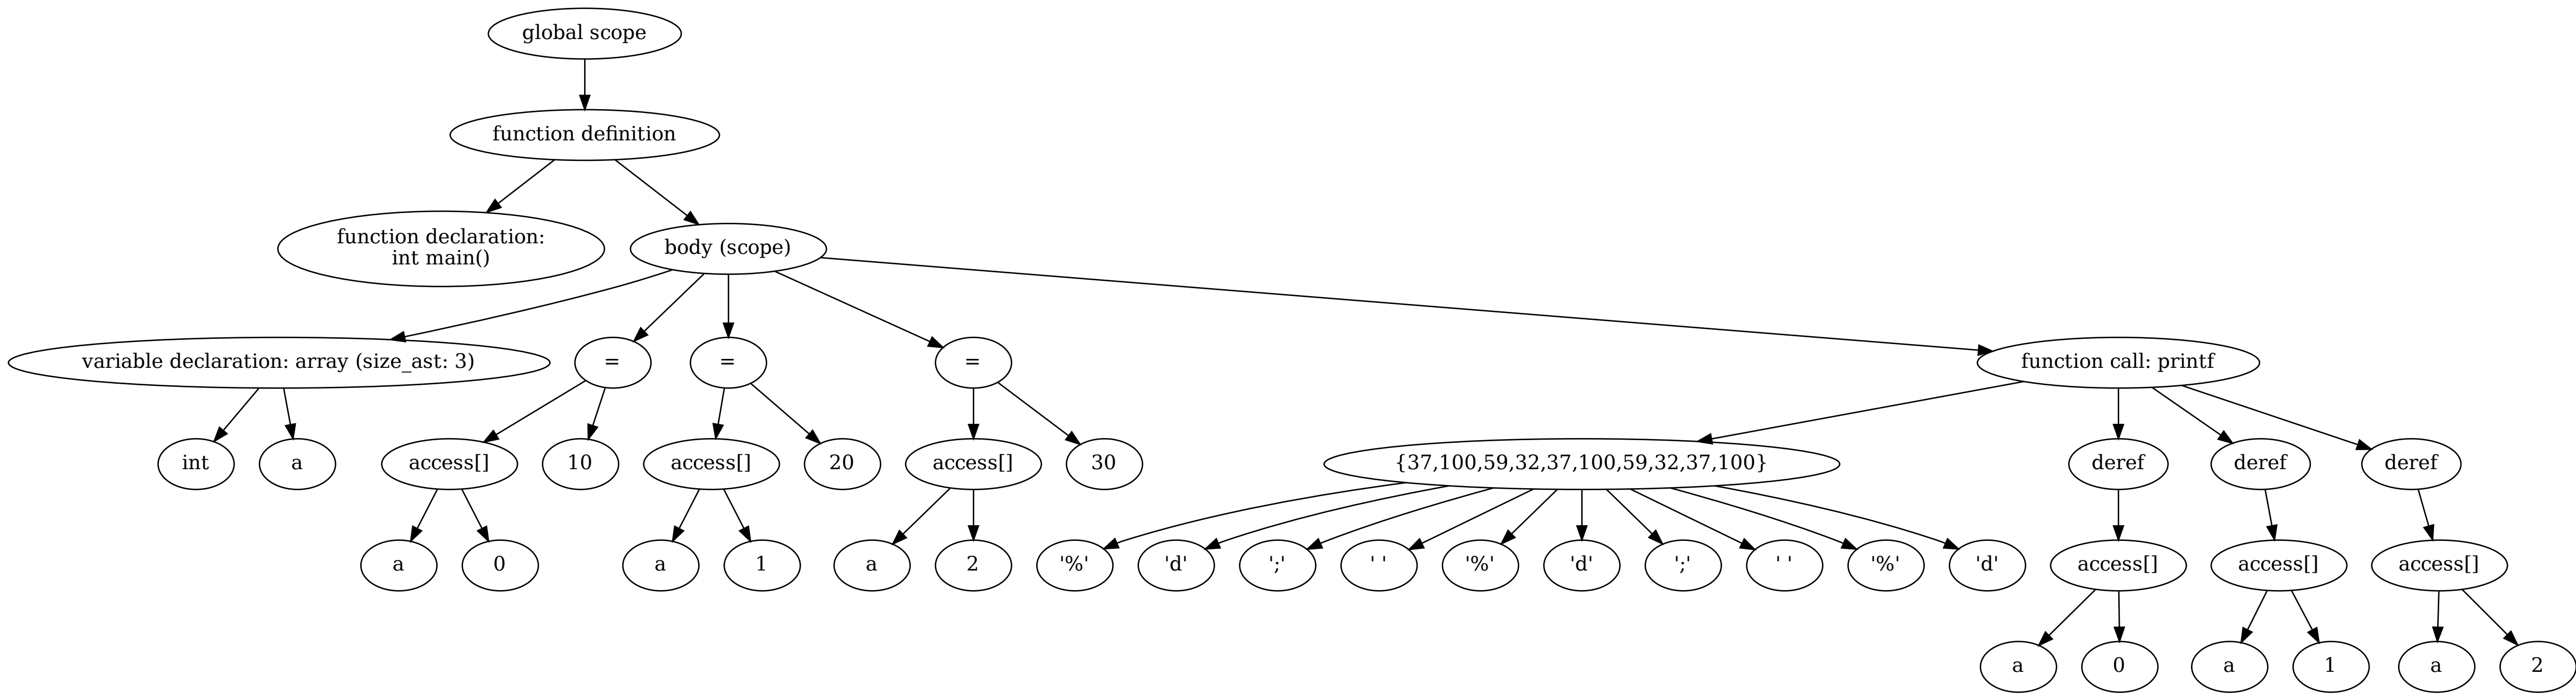 global scope
function definition
function declaration:
int main()
body (scope)
variable declaration: array (size_ast: 3)
=
=
=
function call: printf
int
a
access[]
10
access[]
20
access[]
30
{37,100,59,32,37,100,59,32,37,100}
deref
deref
deref
a
0
a
1
a
2
'%'
'd'
';'
' '
'%'
'd'
';'
' '
'%'
'd'
access[]
access[]
access[]
a
0
a
1
a
2